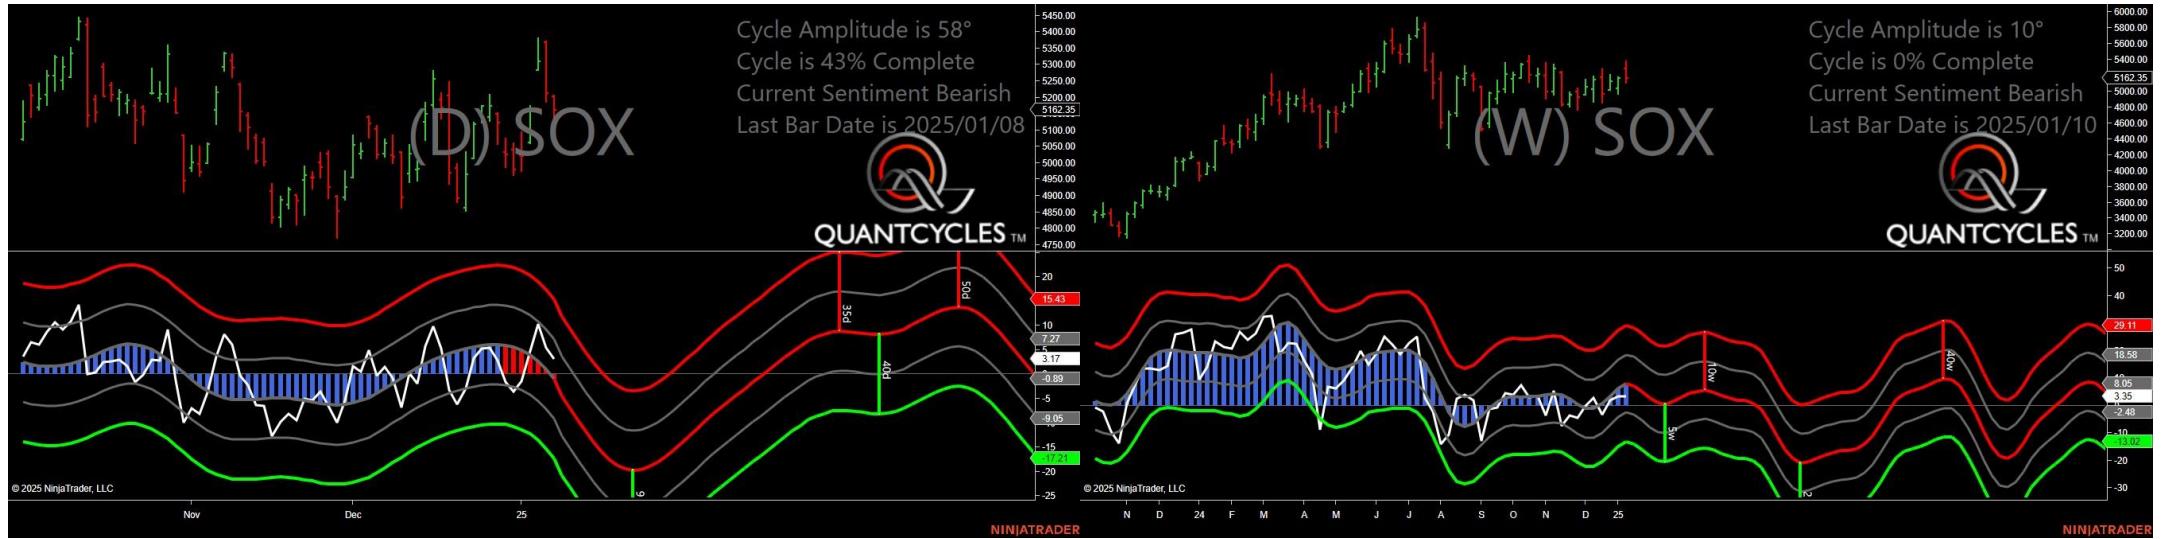 Cycle Amplitude is 58°
Cycle is 43% Complete
Current Sentiment Bearish
Last Bar Date is 2025/01/08
(D) SOX
QUANTCYCLES TM
5450.00
5400.00
5350.00
5300.00
5250.00
5200.00
5162.35
5100.00
5050.00
5000.00
4950.00
4900.00
4850.00
4800.00
4750.00
20
15.43
10
7.27
3.17
-0.89
-5
-9.05
-15
-17.21
-20
-25
35d
50d
40d
9
© 2025 NinjaTrader, LLC
Nov
Dec
25
NINJATRADER
Cycle Amplitude is 10°
Cycle is 0% Complete
Current Sentiment Bearish
Last Bar Date is 2025/01/10
(W) SOX
QUANTCYCLES TM
6000.00
5800.00
5600.00
5400.00
5162.35
5000.00
4800.00
4600.00
4400.00
4200.00
4000.00
3800.00
3600.00
3400.00
3200.00
50
40
29.11
18.58
8.05
3.35
-2.48
-10
-13.02
-20
-30
10w
5w
40w
© 2025 NinjaTrader, LLC
N D 24 F M A M J J A S O N D 25
NINJATRADER